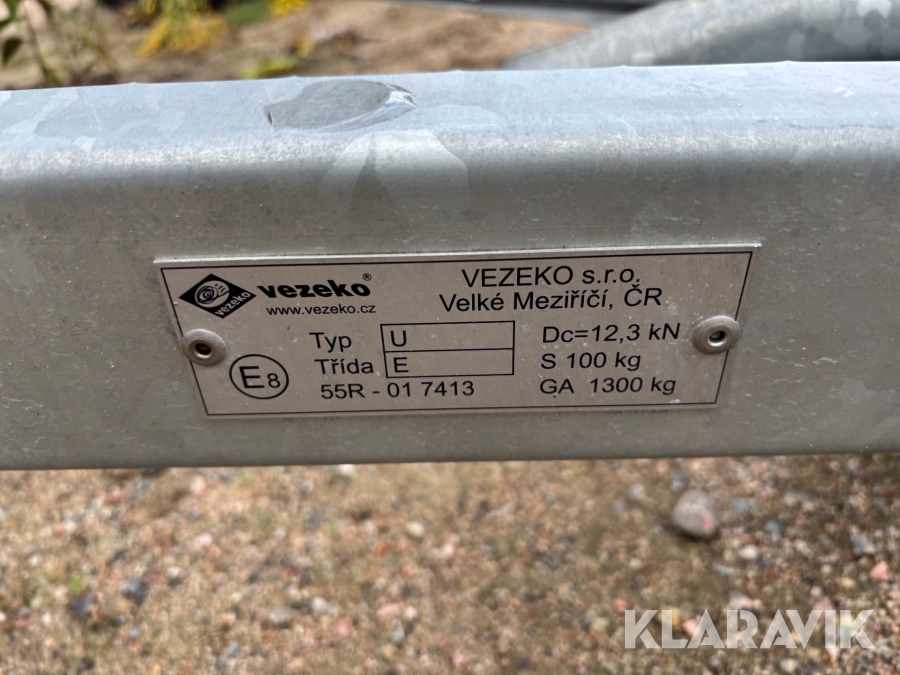 vezeko®
vezeko
www.vezeko.cz
VEZEKO s.r.o.
Velké Meziříčí, ČR
Typ U
Třída E
E8
55R - 01 7413
Dc=12,3 kN
S 100 kg
GA 1300 kg
KLARAVIK